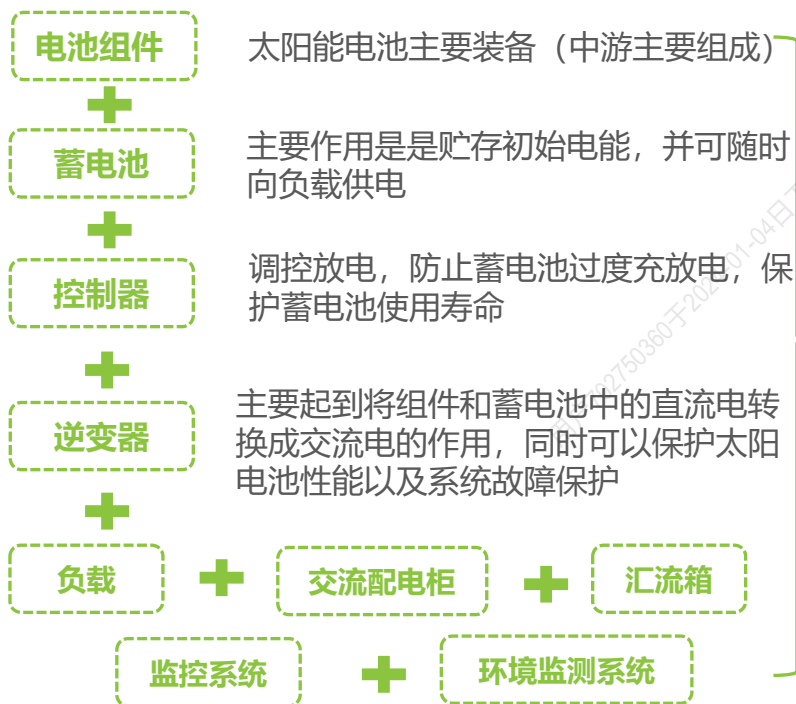 电池组件
太阳能电池主要装备（中游主要组成）
蓄电池
主要作用是是贮存初始电能，并可随时
向负载供电
控制器
调控放电，防止蓄电池过度充放电，保
护蓄电池使用寿命
逆变器
主要起到将组件和蓄电池中的直流电转
换成交流电的作用，同时可以保护太阳
电池性能以及系统故障保护
负载
交流配电柜
汇流箱
监控系统
环境监测系统